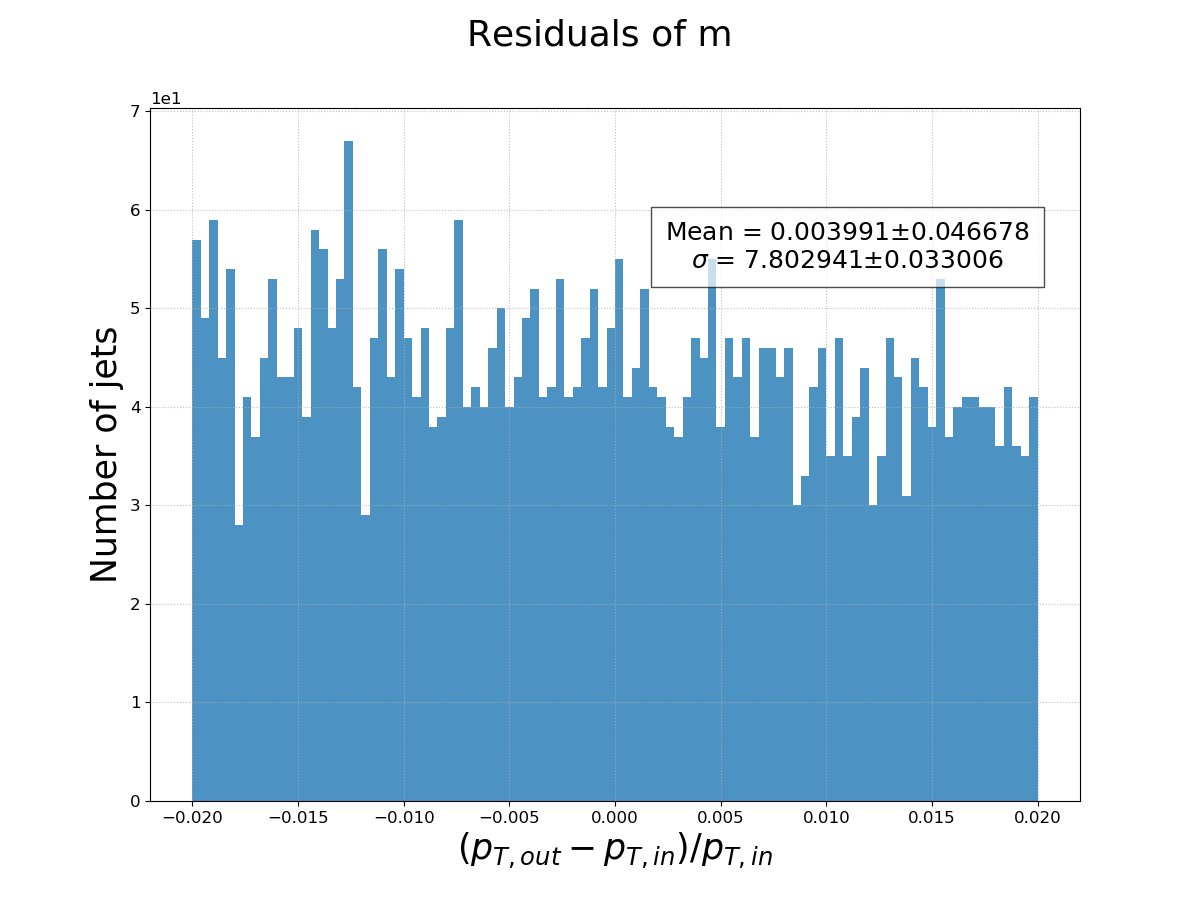 Residuals of m
1e1
7
6
5
4
3
2
1
0
Number of jets
Mean = 0.003991±0.046678
σ = 7.802941±0.033006
−0.020 −0.015 −0.010 −0.005 0.000 0.005 0.010 0.015 0.020
(p_{T,out} − p_{T,in})/p_{T,in}